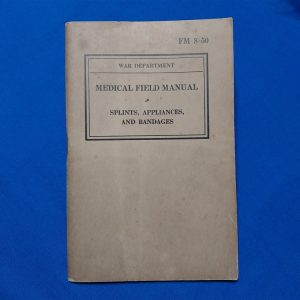 FM 8-50
WAR DEPARTMENT
MEDICAL FIELD MANUAL
SPLINTS, APPLIANCES,
AND BANDAGES